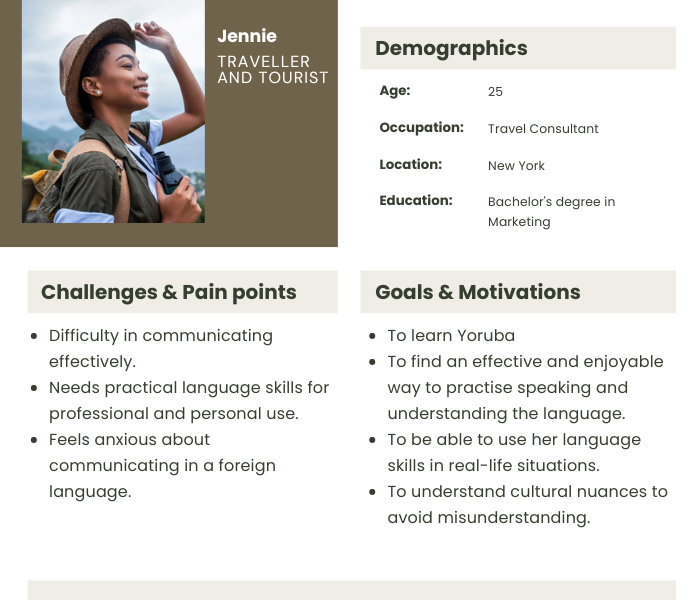 Jennie
TRAVELLER
AND TOURIST
Demographics
Age: 25
Occupation: Travel Consultant
Location: New York
Education: Bachelor's degree in
Marketing
Challenges & Pain points
• Difficulty in communicating
effectively.
• Needs practical language skills for
professional and personal use.
• Feels anxious about
communicating in a foreign
language.
Goals & Motivations
• To learn Yoruba
• To find an effective and enjoyable
way to practise speaking and
understanding the language.
• To be able to use her language
skills in real-life situations.
• To understand cultural nuances to
avoid misunderstanding.